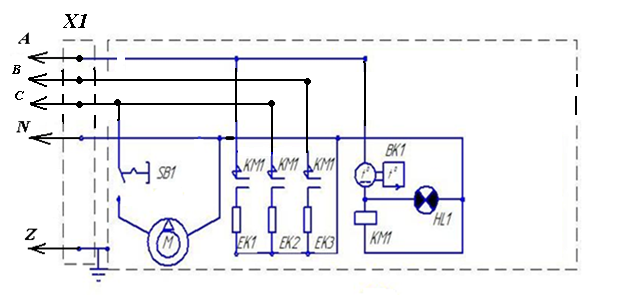 X1
A
B
C
N
Z
SB1
M
KM1 KM1 KM1
EK1 EK2 EK3
BK1
t° t°
HL1
KM1